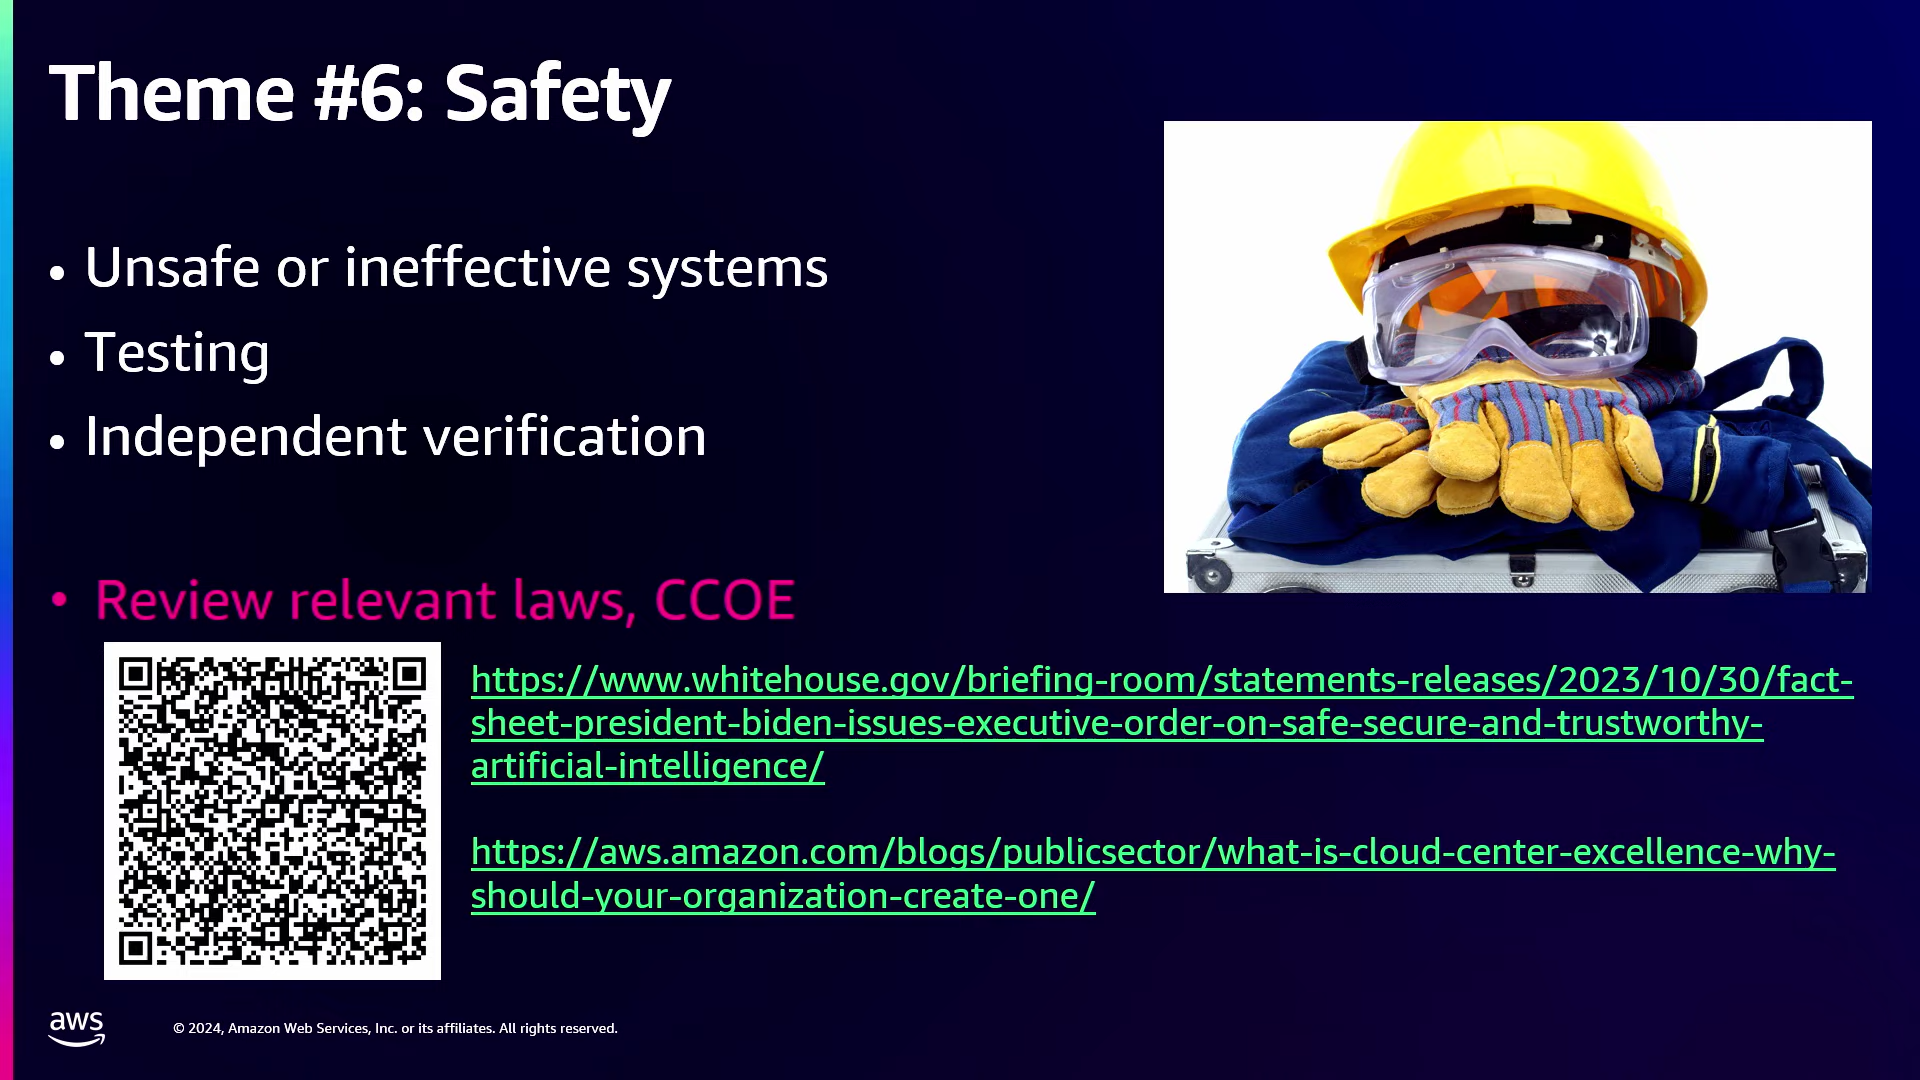 Theme #6: Safety
• Unsafe or ineffective systems
• Testing
• Independent verification
• Review relevant laws, CCOE
https://www.whitehouse.gov/briefing-room/statements-releases/2023/10/30/fact-
sheet-president-biden-issues-executive-order-on-safe-secure-and-trustworthy-
artificial-intelligence/
https://aws.amazon.com/blogs/publicsector/what-is-cloud-center-excellence-why-
should-your-organization-create-one/
aws
© 2024, Amazon Web Services, Inc. or its affiliates. All rights reserved.